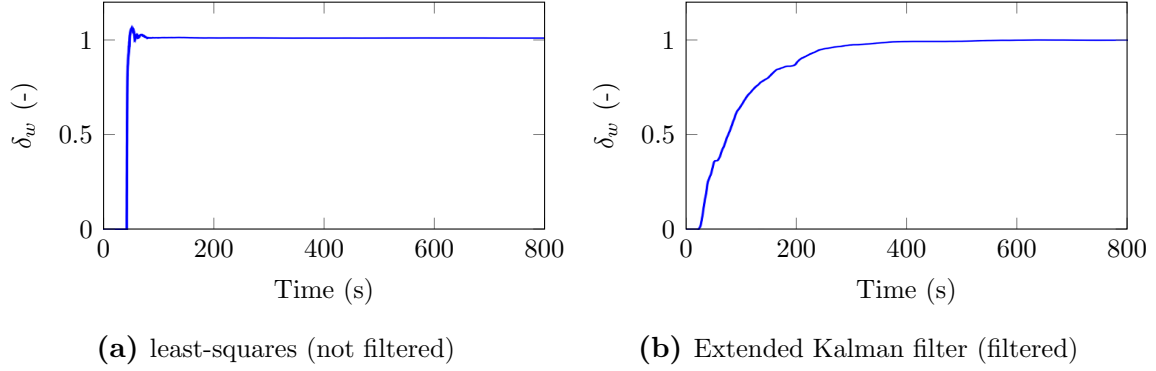 1
0.5
0
δw (-)
0 200 400 600 800
Time (s)
(a) least-squares (not filtered)
1
0.5
0
δw (-)
0 200 400 600 800
Time (s)
(b) Extended Kalman filter (filtered)